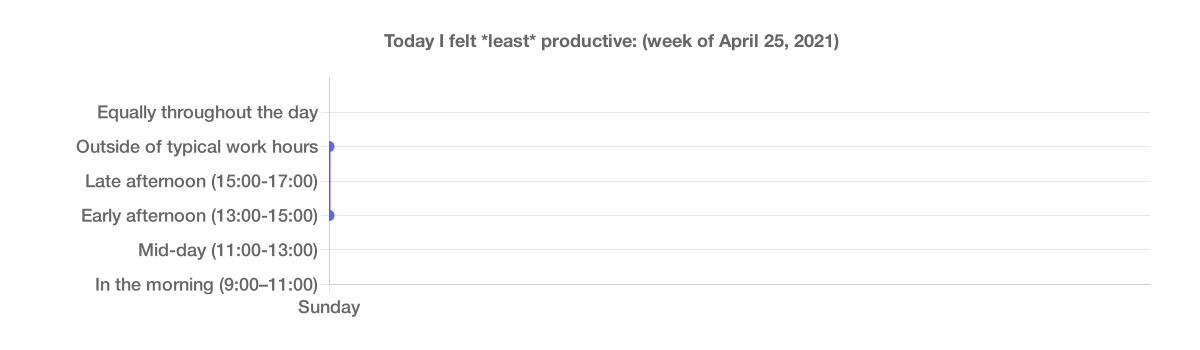 Today I felt *least* productive: (week of April 25, 2021)
Equally throughout the day
Outside of typical work hours
Late afternoon (15:00-17:00)
Early afternoon (13:00-15:00)
Mid-day (11:00-13:00)
In the morning (9:00–11:00)
Sunday